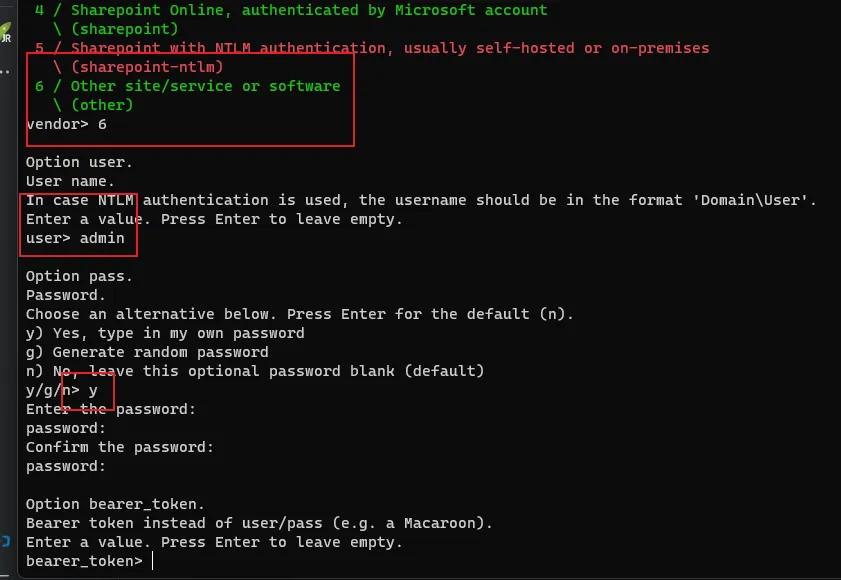 4 / Sharepoint Online, authenticated by Microsoft account
\ (sharepoint)
5 / Sharepoint with NTLM authentication, usually self-hosted or on-premises
\ (sharepoint-ntlm)
6 / Other site/service or software
\ (other)
vendor> 6
Option user.
User name.
In case NTLM authentication is used, the username should be in the format 'Domain\User'.
Enter a value. Press Enter to leave empty.
user> admin
Option pass.
Password.
Choose an alternative below. Press Enter for the default (n).
y) Yes, type in my own password
g) Generate random password
n) No, leave this optional password blank (default)
y/g/n> y
Enter the password:
password:
Confirm the password:
password:
Option bearer_token.
Bearer token instead of user/pass (e.g. a Macaroon).
Enter a value. Press Enter to leave empty.
bearer_token>